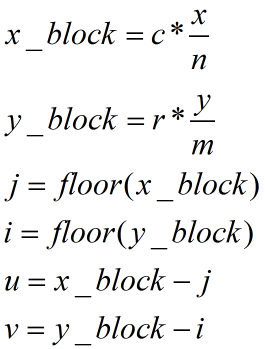 x_block = c * x/n
y_block = r * y/m
j = floor(x_block)
i = floor(y_block)
u = x_block − j
v = y_block − i